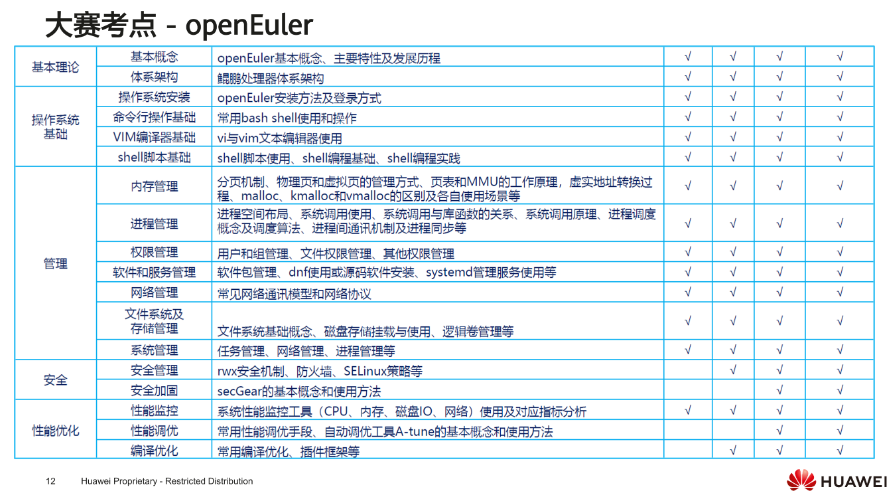 大赛考点 - openEuler
基本理论
基本概念
openEuler基本概念、主要特性及发展历程
√ √ √ √
体系架构
鲲鹏处理器体系架构
√ √ √ √
操作系统
基础
操作系统安装
openEuler安装方法及登录方式
√ √ √ √
命令行操作基础
常用bash shell使用和操作
√ √ √ √
VIM编译器基础
vi与vim文本编辑器使用
√ √ √ √
shell脚本基础
shell脚本使用、shell编程基础、shell编程实践
√ √ √ √
管理
内存管理
分页机制、物理页和虚拟页的管理方式、页表和MMU的工作原理，虚实地址转换过
程、malloc、kmalloc和vmalloc的区别及各自使用场景等
√ √ √ √
进程管理
进程空间布局、系统调用使用、系统调用与库函数的关系、系统调用原理、进程调度
概念及调度算法、进程间通讯机制及进程同步等
√ √ √ √
权限管理
用户和组管理、文件权限管理、其他权限管理
√ √ √ √
软件和服务管理
软件包管理、dnf使用或源码软件安装、systemd管理服务使用等
√ √ √ √
网络管理
常见网络通讯模型和网络协议
√ √ √ √
文件系统及
存储管理
文件系统基础概念、磁盘存储挂载与使用、逻辑卷管理等
√ √ √ √
系统管理
任务管理、网络管理、进程管理等
√ √ √ √
安全
安全管理
rwx安全机制、防火墙、SELinux策略等
√ √ √
安全加固
secGear的基本概念和使用方法
√ √
性能优化
性能监控
系统性能监控工具（CPU、内存、磁盘IO、网络）使用及对应指标分析
√ √ √ √
性能调优
常用性能调优手段、自动调优工具A-tune的基本概念和使用方法
√ √
编译优化
常用编译优化、插件框架等
√ √ √
12 Huawei Proprietary - Restricted Distribution
HUAWEI